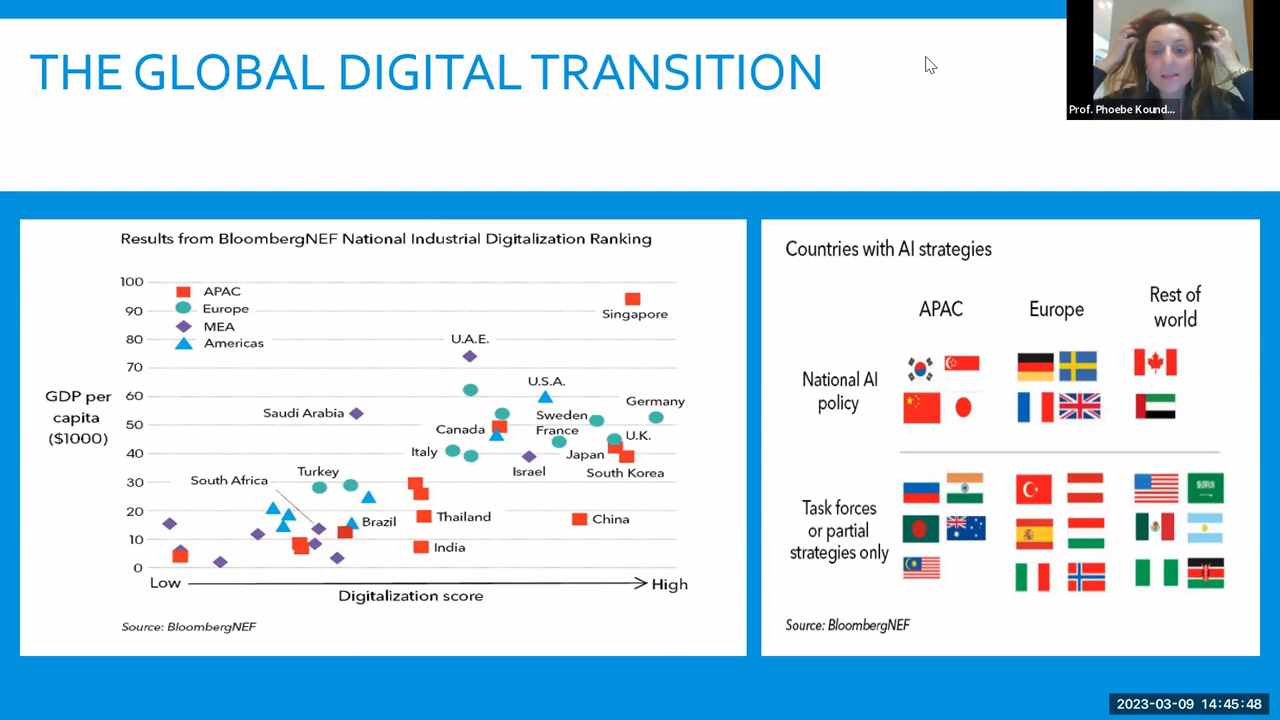 THE GLOBAL DIGITAL TRANSITION
Prof. Phoebe Kound...
Results from BloombergNEF National Industrial Digitalization Ranking
100
90
80
70
60
50
40
30
20
10
0
GDP per
capita
($1000)
APAC
Europe
MEA
Americas
Singapore
U.A.E.
U.S.A.
Germany
Saudi Arabia
Sweden
Canada
France
U.K.
Italy
Japan
Israel
South Korea
Turkey
South Africa
Brazil
Thailand
China
India
Low
High
Digitalization score
Source: BloombergNEF
Countries with AI strategies
APAC
Europe
Rest of
world
National AI
policy
Task forces
or partial
strategies only
Source: BloombergNEF
2023-03-09 14:45:48